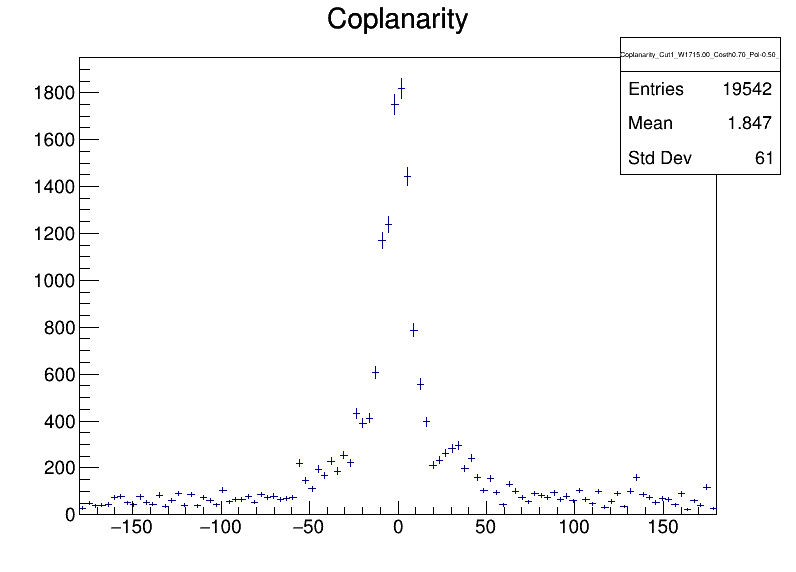 Coplanarity
Coplanarity_Cut1_W1715.00_Costh0.70_Pol-0.50_
Entries 19542
Mean 1.847
Std Dev 61
1800
1600
1400
1200
1000
800
600
400
200
0
−150 −100 −50 0 50 100 150